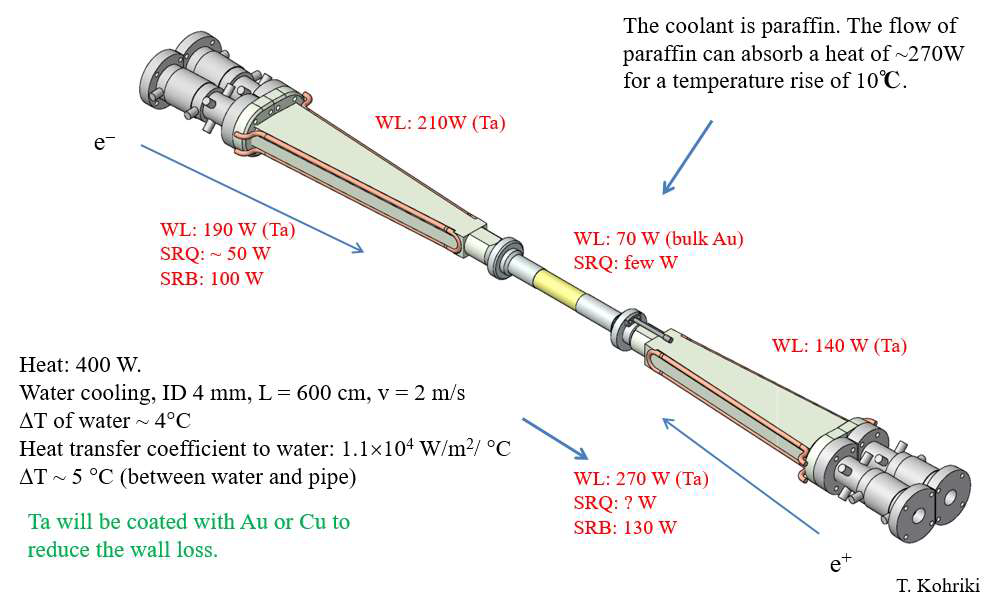 The coolant is paraffin. The flow of
paraffin can absorb a heat of ~270W
for a temperature rise of 10℃.
WL: 210W (Ta)
e⁻
WL: 190 W (Ta)
SRQ: ~ 50 W
SRB: 100 W
WL: 70 W (bulk Au)
SRQ: few W
WL: 140 W (Ta)
Heat: 400 W.
Water cooling, ID 4 mm, L = 600 cm, v = 2 m/s
ΔT of water ~ 4°C
Heat transfer coefficient to water: 1.1×10⁴ W/m²/ °C
ΔT ~ 5 °C (between water and pipe)
WL: 270 W (Ta)
SRQ: ? W
SRB: 130 W
Ta will be coated with Au or Cu to
reduce the wall loss.
e⁺
T. Kohriki